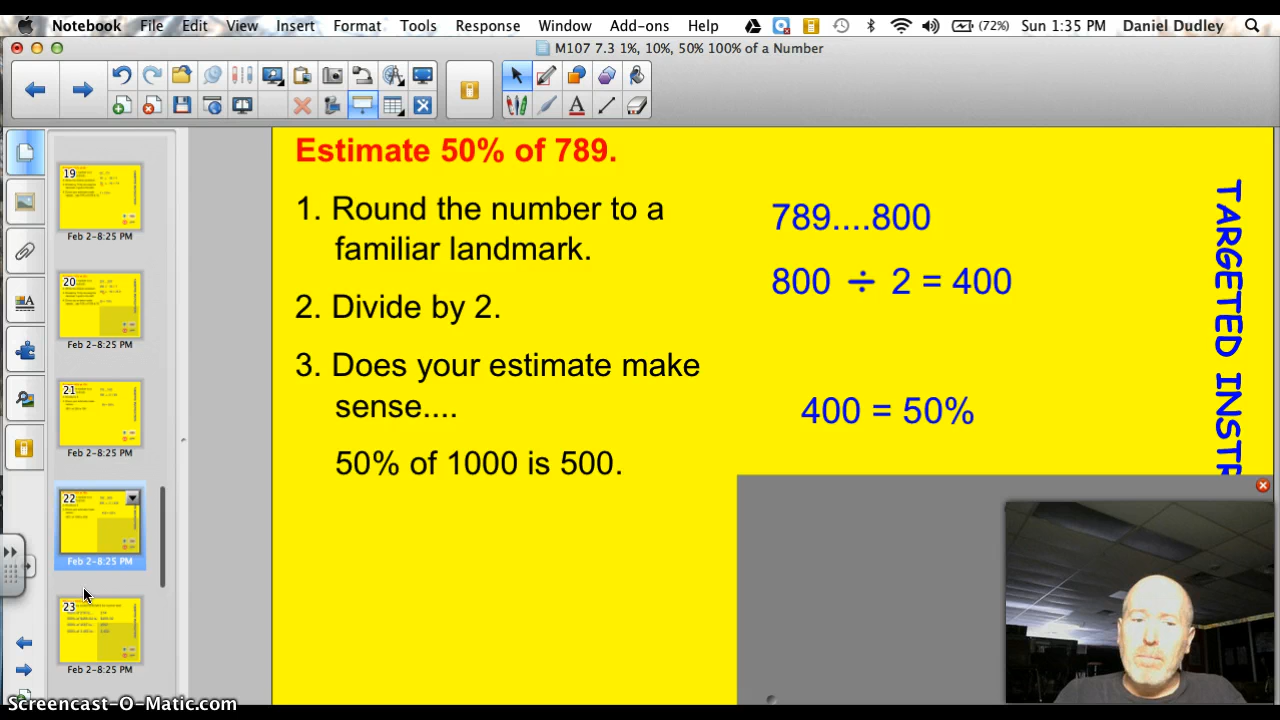 Notebook File Edit View Insert Format Tools Response Window Add-ons Help (72%) Sun 1:35 PM Daniel Dudley
M107 7.3 1%, 10%, 50% 100% of a Number
19
Feb 2-8:25 PM
20
Feb 2-8:25 PM
21
Feb 2-8:25 PM
22
Feb 2-8:25 PM
23
Feb 2-8:25 PM
Estimate 50% of 789.
1. Round the number to a
familiar landmark.
2. Divide by 2.
3. Does your estimate make
sense....
50% of 1000 is 500.
789....800
800 ÷ 2 = 400
400 = 50%
TARGETED INSTR
Screencast-O-Matic.com